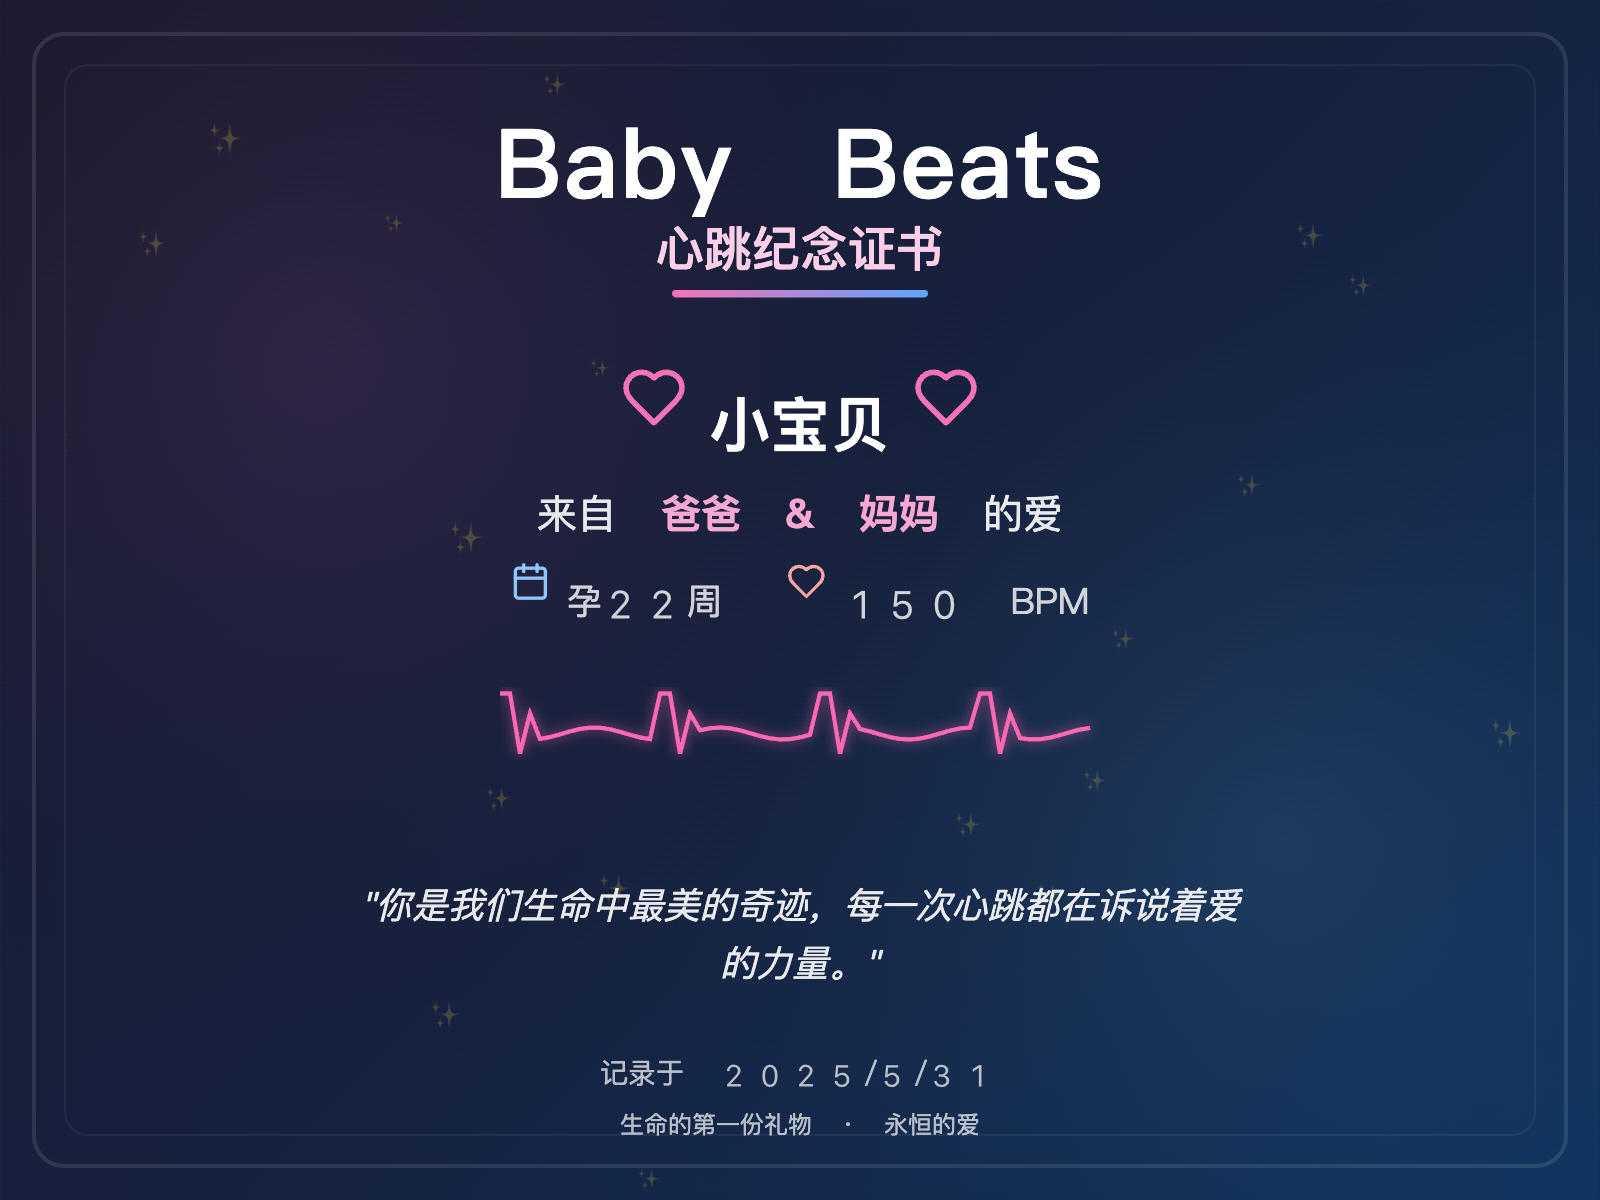 Baby Beats
心跳纪念证书
小宝贝
来自 爸爸 & 妈妈 的爱
孕22周 150 BPM
"你是我们生命中最美的奇迹，每一次心跳都在诉说着爱
的力量。"
记录于 2025/5/31
生命的第一份礼物 · 永恒的爱